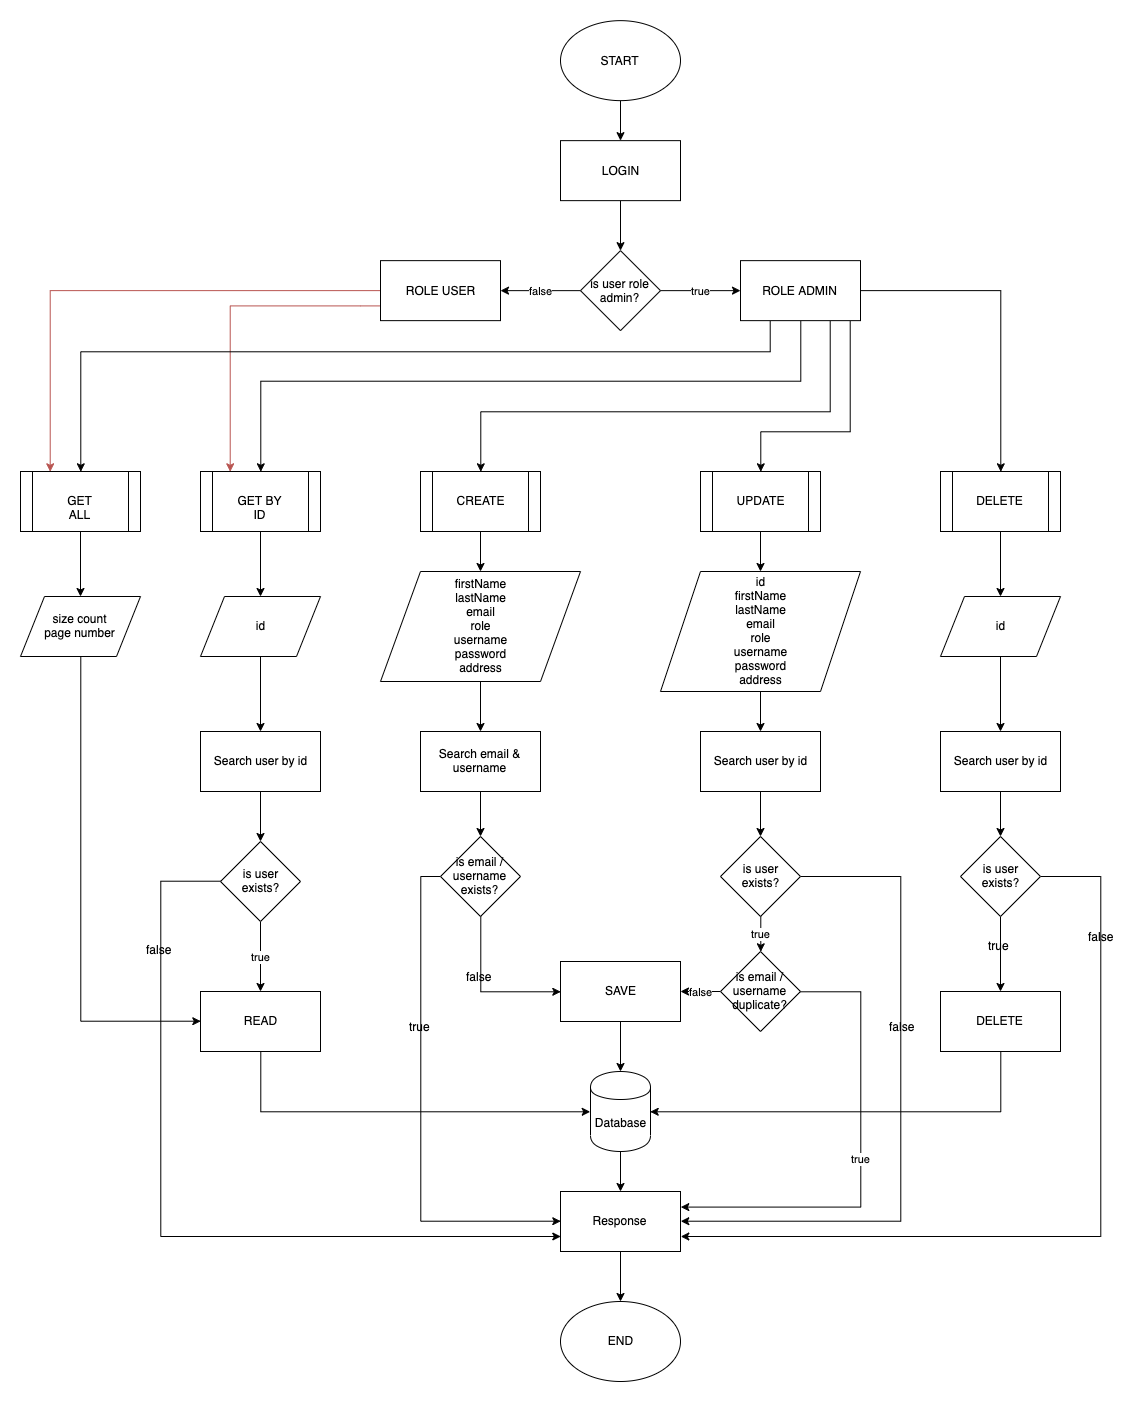 START
LOGIN
is user role
admin?
ROLE USER
false
true
ROLE ADMIN
GET
ALL
GET BY
ID
CREATE
UPDATE
DELETE
size count
page number
id
firstName
lastName
email
role
username
password
address
id
firstName
lastName
email
role
username
password
address
id
Search user by id
Search email &
username
Search user by id
Search user by id
is user
exists?
is email /
username
exists?
is user
exists?
is user
exists?
false
true
false
true
true
false
true
false
READ
SAVE
false
is email /
username
duplicate?
DELETE
Database
true
Response
END